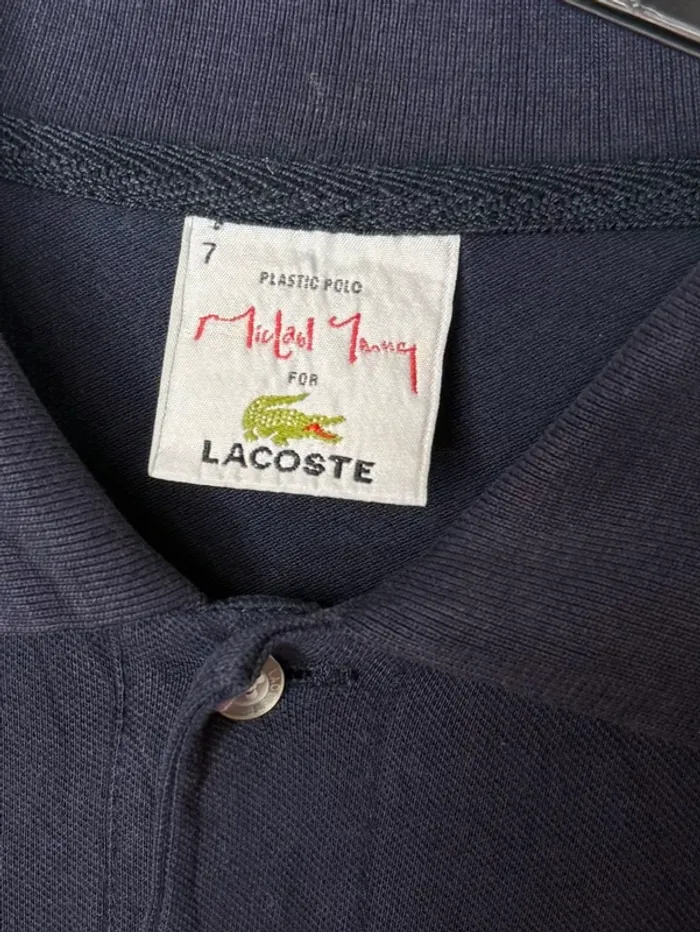 7
PLASTIC POLO
Michael Young
FOR
LACOSTE